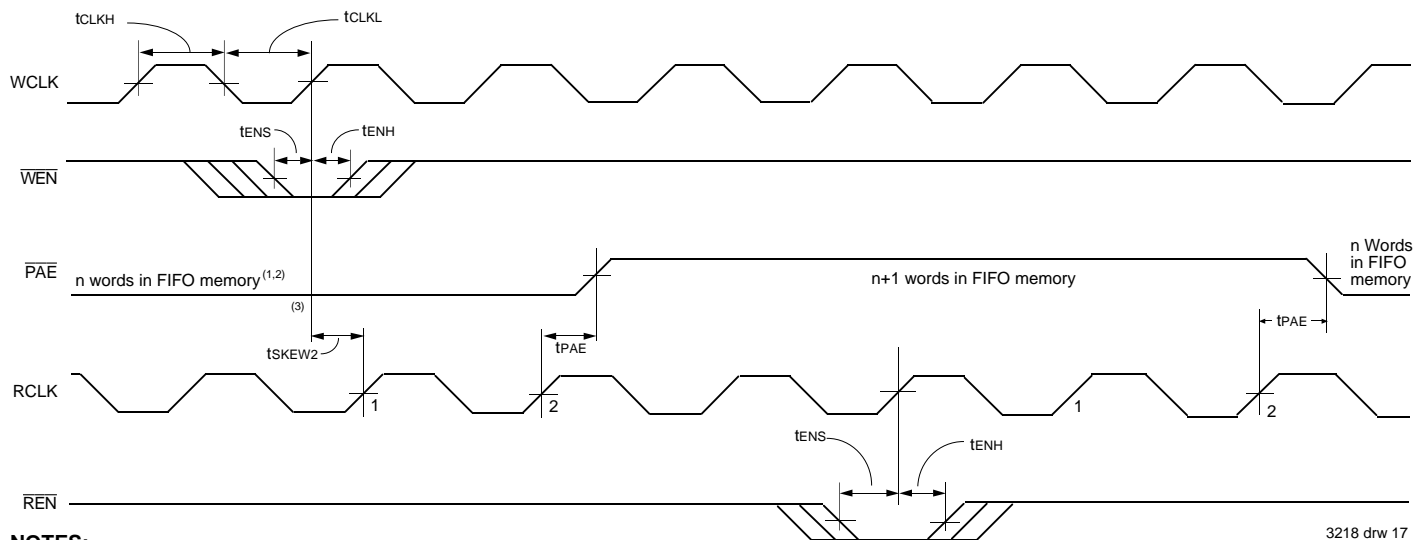 tCLKH
tCLKL
WCLK
tENS
tENH
WEN
PAE
n words in FIFO memory (1,2)
n+1 words in FIFO memory
n Words
in FIFO
memory
(3)
tSKEW2
tPAE
tPAE
RCLK
1
2
1
2
tENS
tENH
REN
NOTES:
3218 drw 17